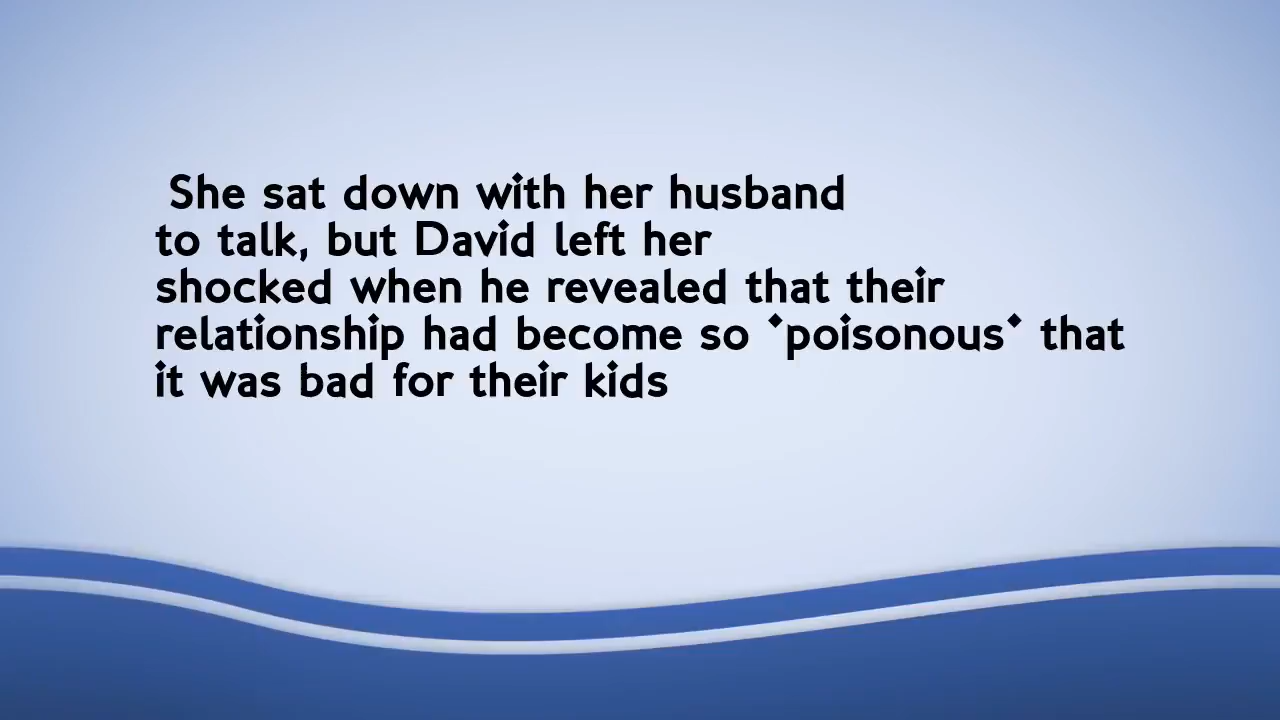 She sat down with her husband
to talk, but David left her
shocked when he revealed that their
relationship had become so 'poisonous' that
it was bad for their kids